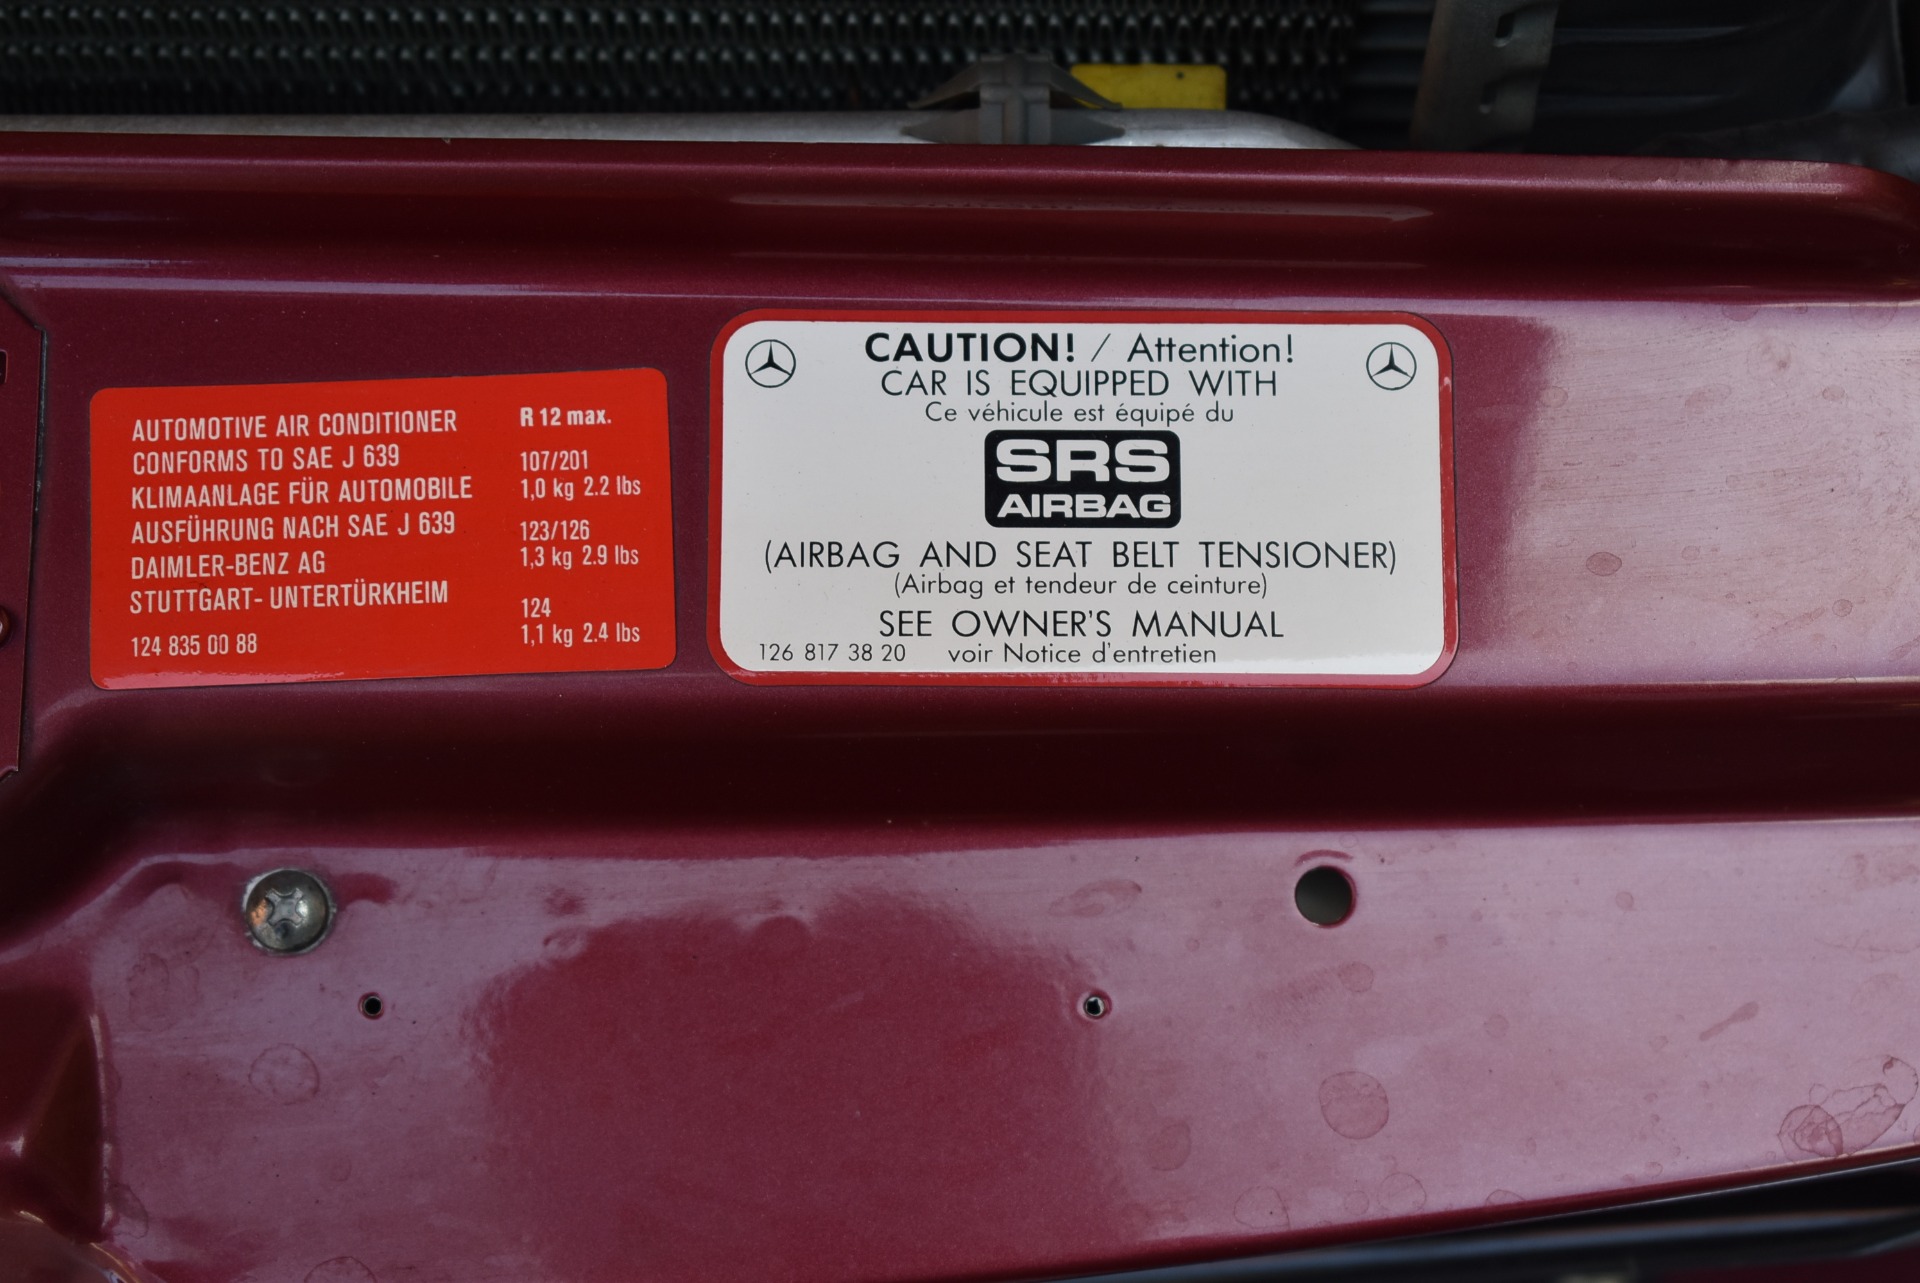 AUTOMOTIVE AIR CONDITIONER
CONFORMS TO SAE J 639
KLIMAANLAGE FÜR AUTOMOBILE
AUSFÜHRUNG NACH SAE J 639
DAIMLER-BENZ AG
STUTTGART- UNTERTÜRKHEIM
124 835 00 88
R 12 max.
107/201
1,0 kg 2.2 lbs
123/126
1,3 kg 2.9 lbs
124
1,1 kg 2.4 lbs
CAUTION! / Attention!
CAR IS EQUIPPED WITH
Ce véhicule est équipé du
SRS
AIRBAG
(AIRBAG AND SEAT BELT TENSIONER)
(Airbag et tendeur de ceinture)
SEE OWNER'S MANUAL
126 817 38 20 voir Notice d'entretien